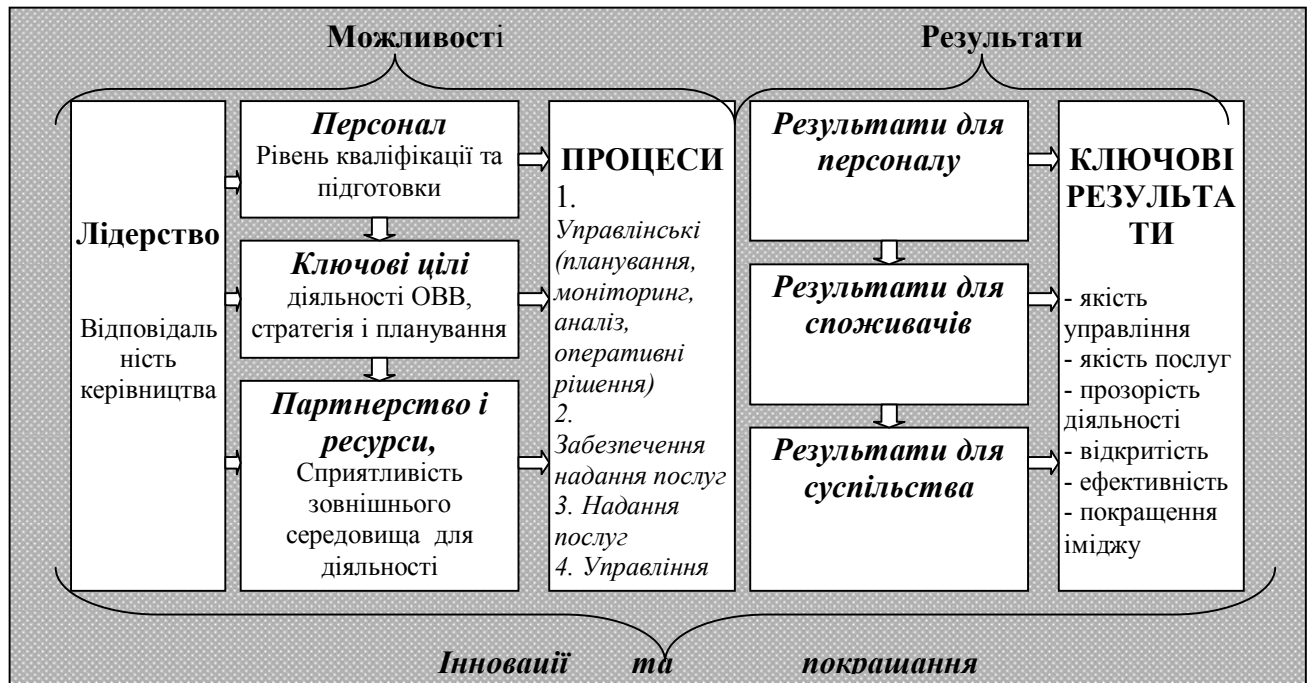 Можливості
Результати
Лідерство
Відповідаль
ність
керівництва
Персонал
Рівень кваліфікації та
підготовки
Ключові цілі
діяльності ОВВ,
стратегія і планування
Партнерство і
ресурси,
Сприятливість
зовнішнього
середовища для
діяльності
ПРОЦЕСИ
1.
Управлінські
(планування,
моніторинг,
аналіз,
оперативні
рішення)
2.
Забезпечення
надання послуг
3. Надання
послуг
4. Управління
Результати для
персоналу
Результати для
споживачів
Результати для
суспільства
КЛЮЧОВІ
РЕЗУЛЬТА
ТИ
- якість
управління
- якість послуг
- прозорість
діяльності
- відкритість
- ефективність
- покращення
іміджу
Інновації та покращання